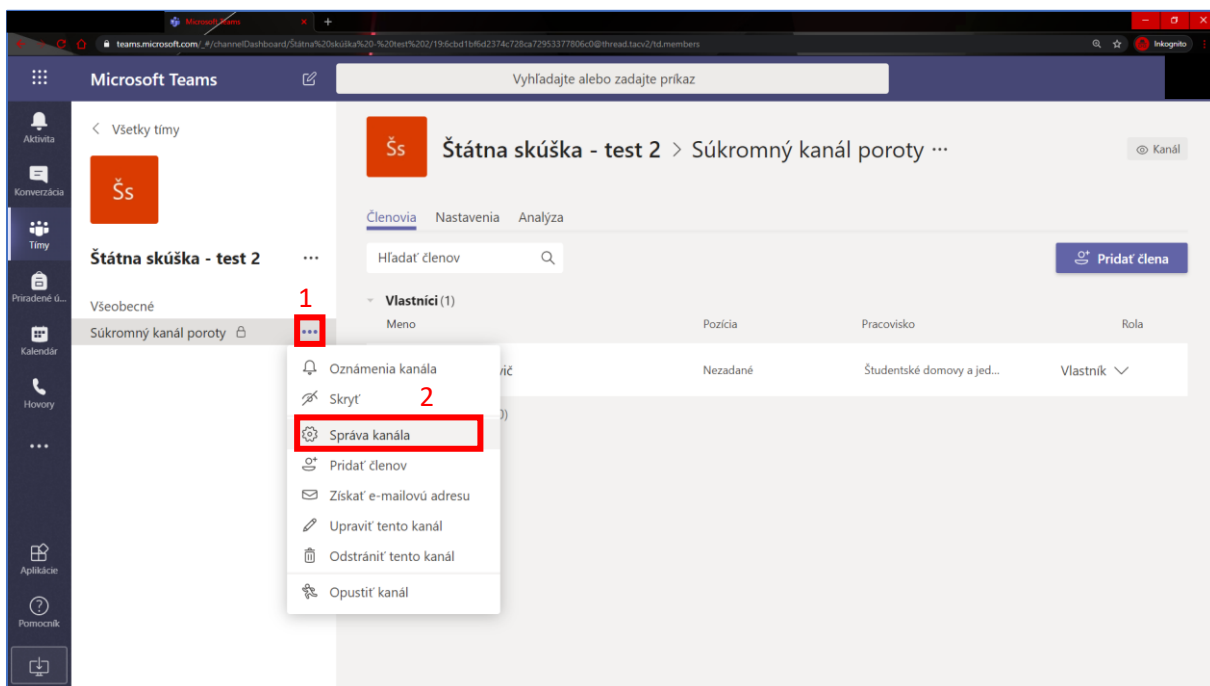 Microsoft Teams
teams.microsoft.com/_#/channelDashboard/Štátna%20skúška%20-%20test%202/19:6cbd1bf6d2374c728ca72953377806c0@thread.tacv2/td.members
Inkognito
Microsoft Teams
Vyhľadajte alebo zadajte príkaz
Aktivita
Konverzácia
Tímy
Priradené ú...
Kalendár
Hovory
Aplikácie
Pomocník
Všetky tímy
Šs
Štátna skúška - test 2
Všeobecné
1
Súkromný kanál poroty
Oznámenia kanála
Skryť
2
Správa kanála
Pridať členov
Získať e-mailovú adresu
Upraviť tento kanál
Odstrániť tento kanál
Opustiť kanál
Šs
Štátna skúška - test 2 > Súkromný kanál poroty ...
Kanál
Členovia Nastavenia Analýza
Hľadať členov
Pridať člena
Vlastníci (1)
Meno Pozícia Pracovisko Rola
vič Nezadané Študentské domovy a jed... Vlastník
0)